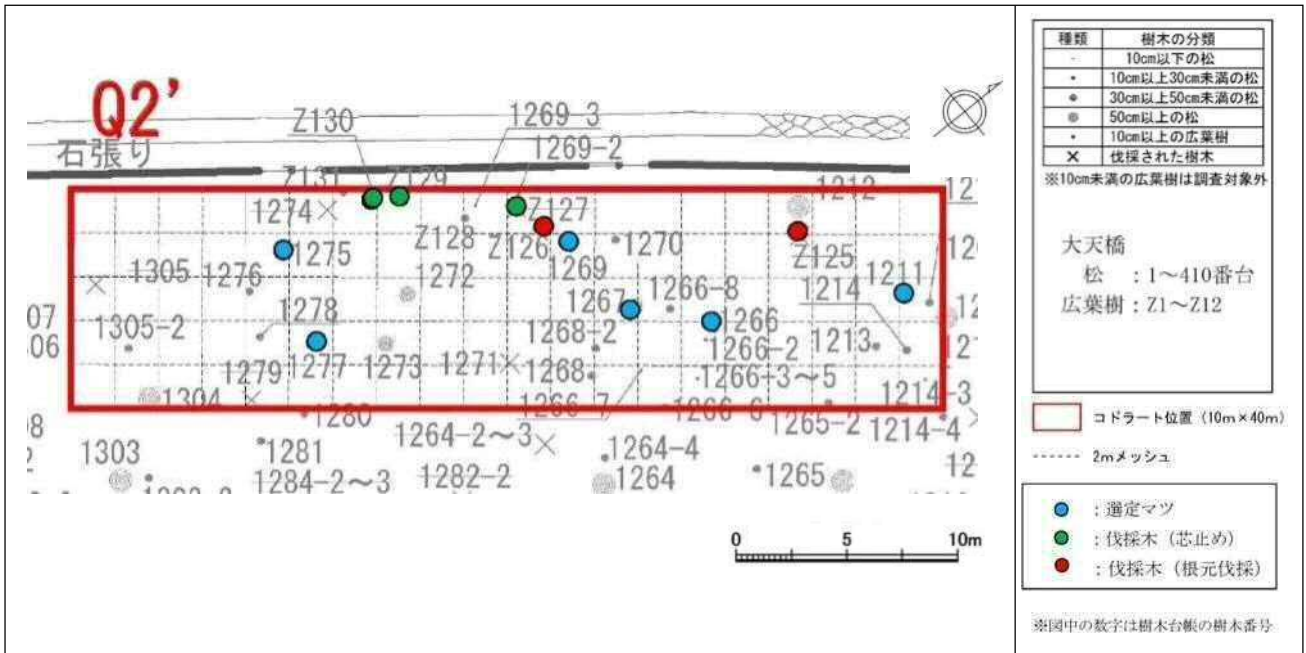 Q2’
石張り
Z130
1269-3
1269-2
Z131
Z129
1212
1274
Z127
Z128
Z126
1270
Z125
1275
1269
1211
1305
1276
1272
1267
1266-8
1214
1278
1266
1305-2
1268-2
1266-2
1213
1279
1277
1273
1271
1268
1266-3～5
1304
1266-7
1266-6
1214-3
1280
1264-2～3
1265-2
1214-4
1303
1281
1264-4
1284-2～3
1282-2
1264
1265
0 5 10m
種類 樹木の分類
10cm以下の松
10cm以上30cm未満の松
30cm以上50cm未満の松
50cm以上の松
10cm以上の広葉樹
× 伐採された樹木
※10cm未満の広葉樹は調査対象外
大天橋
松 ：1～410番台
広葉樹：Z1～Z12
コドラート位置（10m×40m）
2mメッシュ
：選定マツ
：伐採木（芯止め）
：伐採木（根元伐採）
※図中の数字は樹木台帳の樹木番号